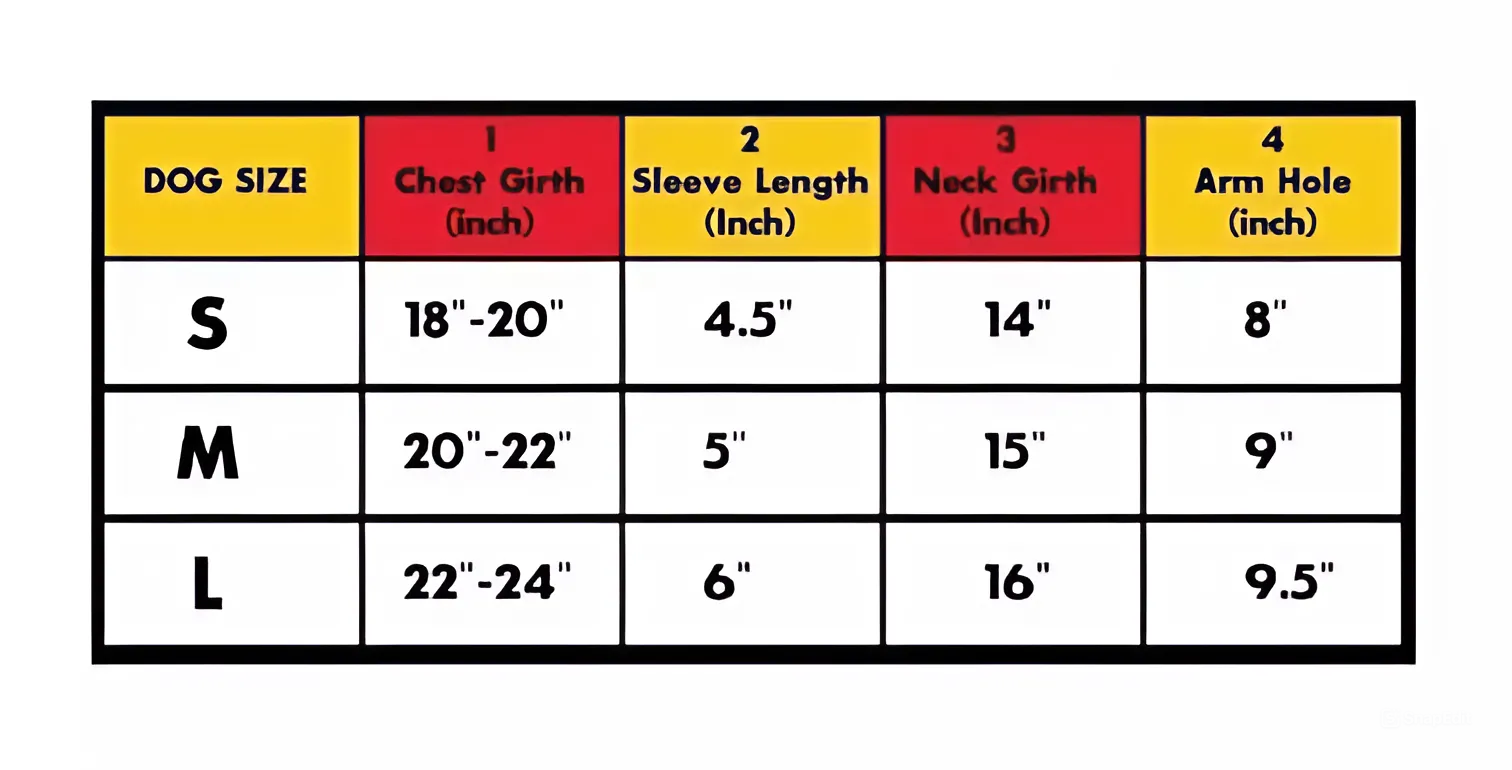 DOG SIZE
1
Chest Girth
(inch)
2
Sleeve Length
(Inch)
3
Neck Girth
(Inch)
4
Arm Hole
(inch)
S
18"-20"
4.5"
14"
8"
M
20"-22"
5"
15"
9"
L
22"-24"
6"
16"
9.5"